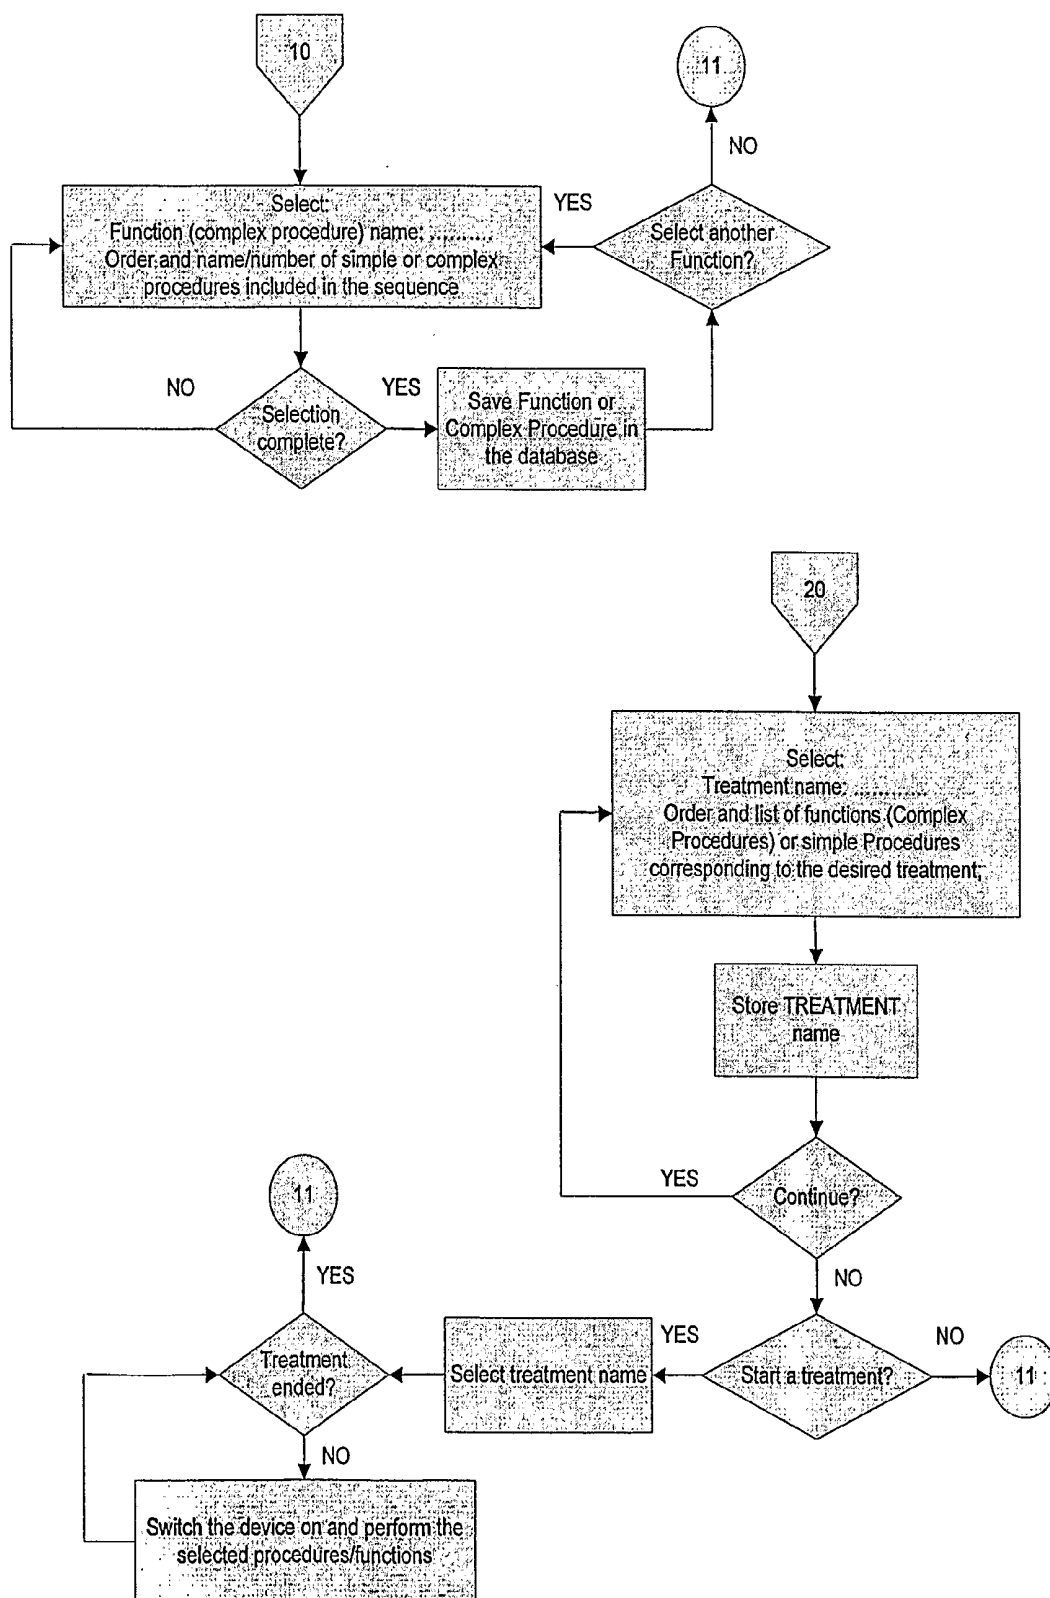 10
11
NO
Select:
Function (complex procedure) name: ...........
Order and name/number of simple or complex
procedures included in the sequence
YES
Select another
Function?
NO
Selection
complete?
YES
Save Function or
Complex Procedure in
the database
20
Select:
Treatment name: .............
Order and list of functions (Complex
Procedures) or simple Procedures
corresponding to the desired treatment;
Store TREATMENT
name
Continue?
YES
NO
Start a treatment?
NO
11
YES
Select treatment name
Treatment
ended?
YES
11
NO
Switch the device on and perform the
selected procedures/functions